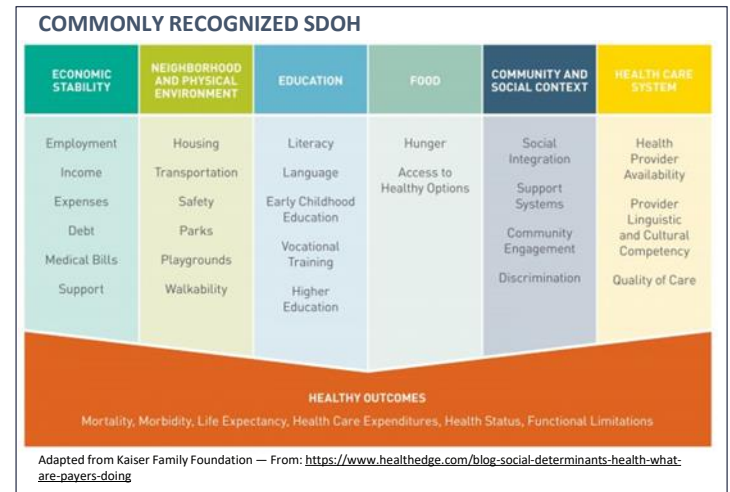 COMMONLY RECOGNIZED SDOH
ECONOMIC
STABILITY
NEIGHBORHOOD
AND PHYSICAL
ENVIRONMENT
EDUCATION
FOOD
COMMUNITY AND
SOCIAL CONTEXT
HEALTH CARE
SYSTEM
Employment
Income
Expenses
Debt
Medical Bills
Support
Housing
Transportation
Safety
Parks
Playgrounds
Walkability
Literacy
Language
Early Childhood
Education
Vocational
Training
Higher
Education
Hunger
Access to
Healthy Options
Social
Integration
Support
Systems
Community
Engagement
Discrimination
Health
Provider
Availability
Provider
Linguistic
and Cultural
Competency
Quality of Care
HEALTHY OUTCOMES
Mortality, Morbidity, Life Expectancy, Health Care Expenditures, Health Status, Functional Limitations
Adapted from Kaiser Family Foundation — From: https://www.healthedge.com/blog-social-determinants-health-what-
are-payers-doing